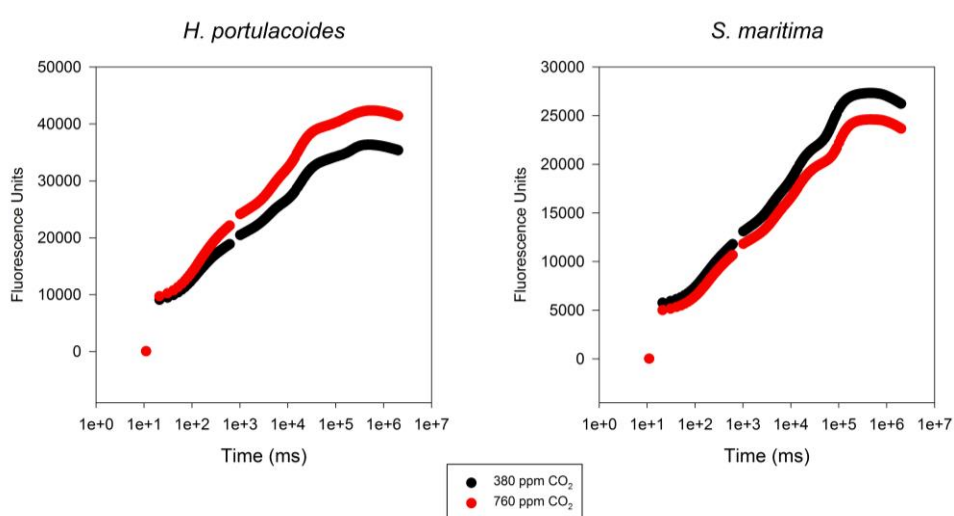 H. portulacoides
S. maritima
50000
40000
30000
20000
10000
0
Fluorescence Units
1e+0 1e+1 1e+2 1e+3 1e+4 1e+5 1e+6 1e+7
Time (ms)
30000
25000
20000
15000
10000
5000
0
Fluorescence Units
1e+0 1e+1 1e+2 1e+3 1e+4 1e+5 1e+6 1e+7
Time (ms)
380 ppm CO₂
760 ppm CO₂